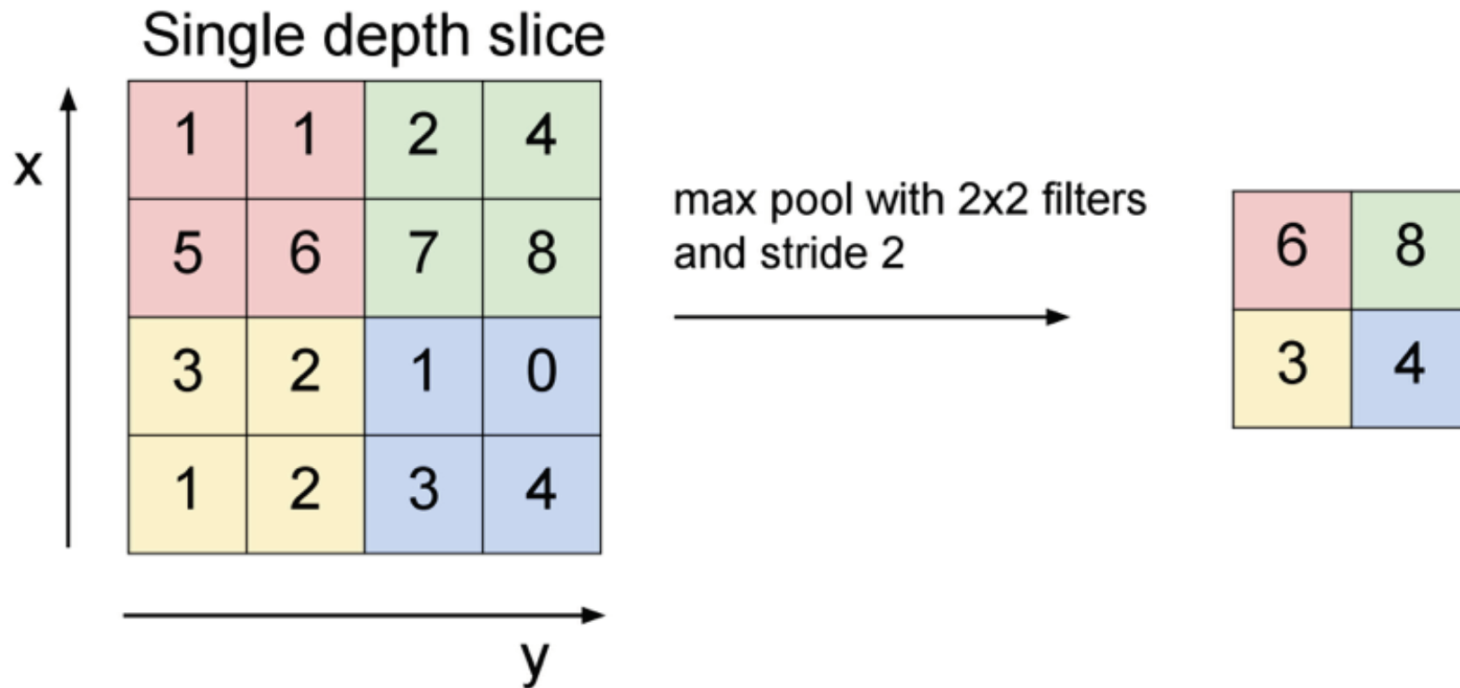 Single depth slice
x
1 1 2 4
5 6 7 8
3 2 1 0
1 2 3 4
y
max pool with 2x2 filters
and stride 2
6 8
3 4